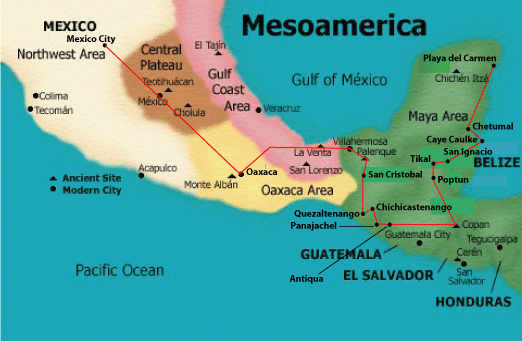 Mesoamerica
MEXICO
Mexico City
Northwest Area
Central
Plateau
Teotihuácan
México
Cholula
El Tajín
Gulf
Coast
Area
Veracruz
Gulf of México
Playa del Carmen
Chichén Itzá
Maya Area
Chetumal
Caye Caulke
San Ignacio
BELIZE
Tikal
Poptun
Colima
Tecomán
Ancient Site
Modern City
Acapulco
Monte Albán
Oaxaca
Oaxaca Area
La Venta
San Lorenzo
Villahermosa
Palenque
San Cristobal
Quezaltenango
Chichicastenango
Panajachel
Antiqua
Guatemala City
GUATEMALA
Copan
Tegucigalpa
Cerén
San
Salvador
EL SALVADOR
HONDURAS
Pacific Ocean